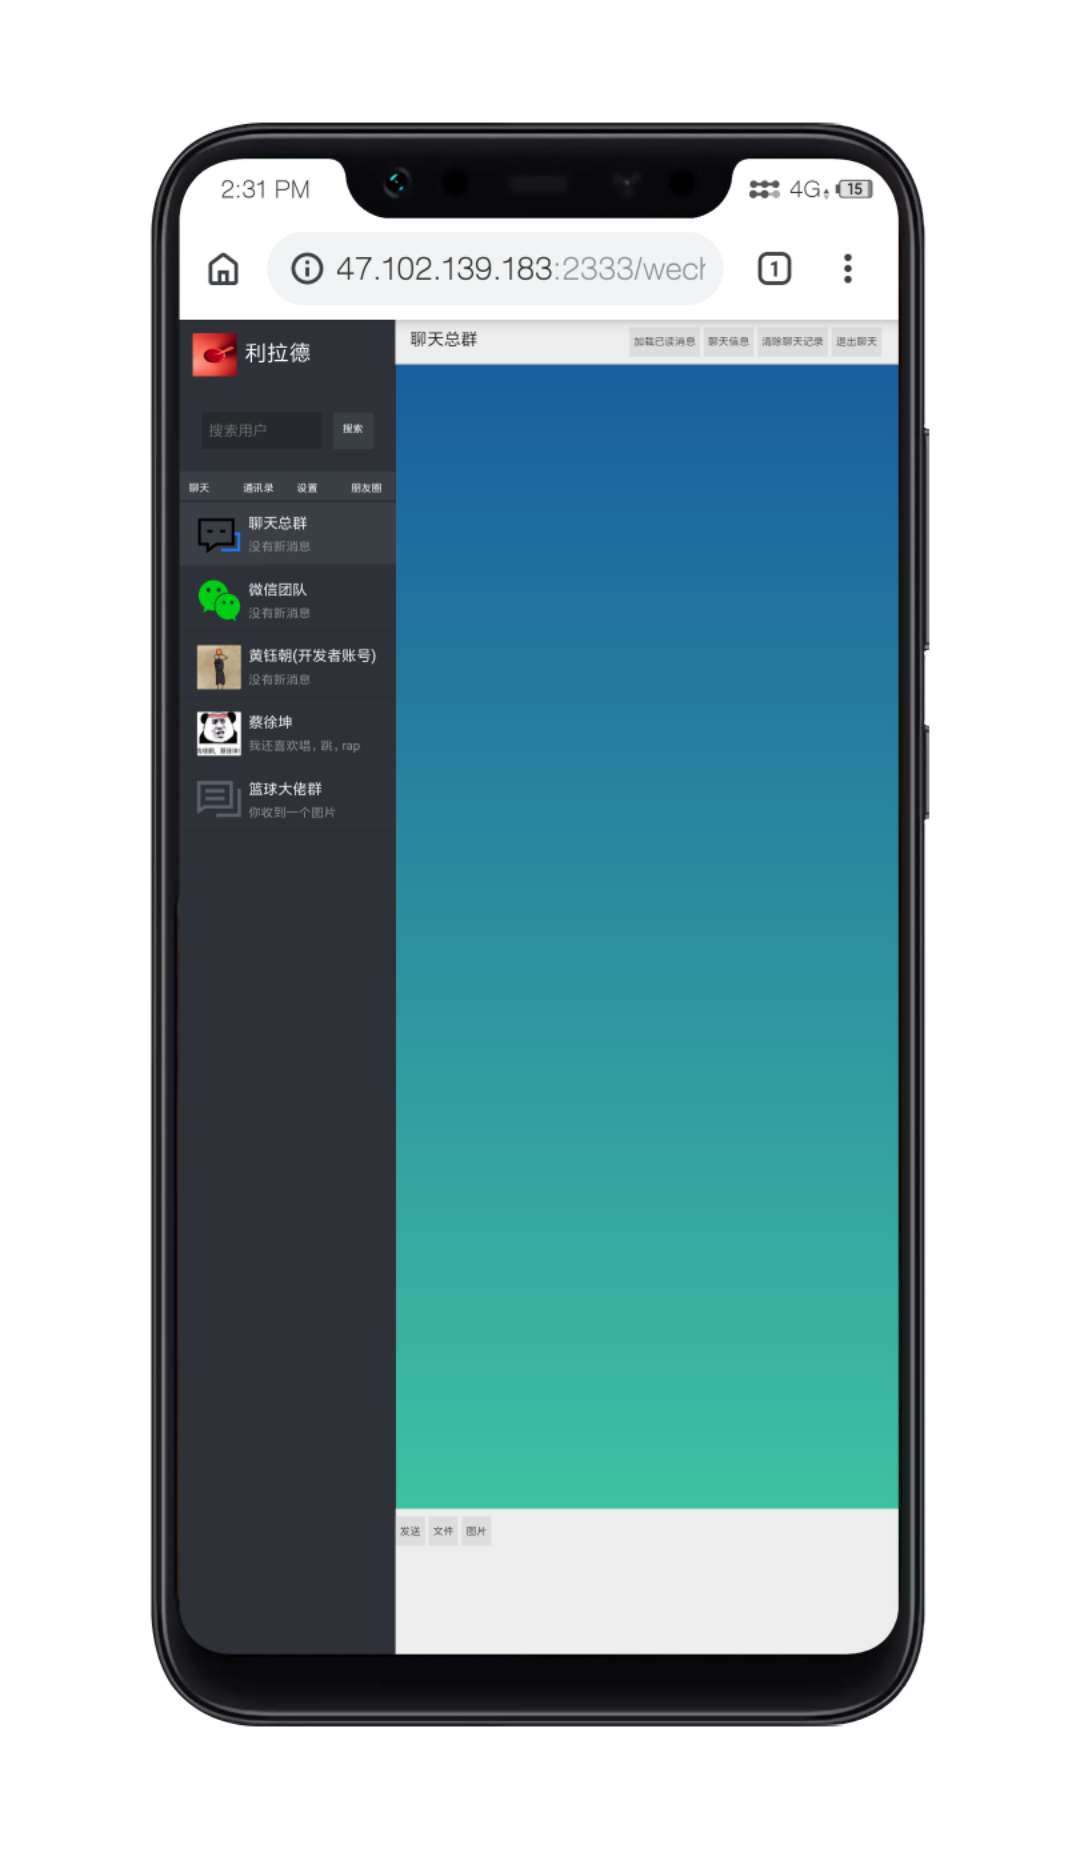 2:31 PM
4G
15
47.102.139.183:2333/wech
1
利拉德
聊天总群
加载已读消息
聊天信息
清除聊天记录
退出聊天
搜索用户
搜索
聊天
通讯录
设置
朋友圈
聊天总群
没有新消息
微信团队
没有新消息
黄钰朝(开发者账号)
没有新消息
蔡徐坤
我还喜欢唱，跳，rap
篮球大佬群
你收到一个图片
发送
文件
图片